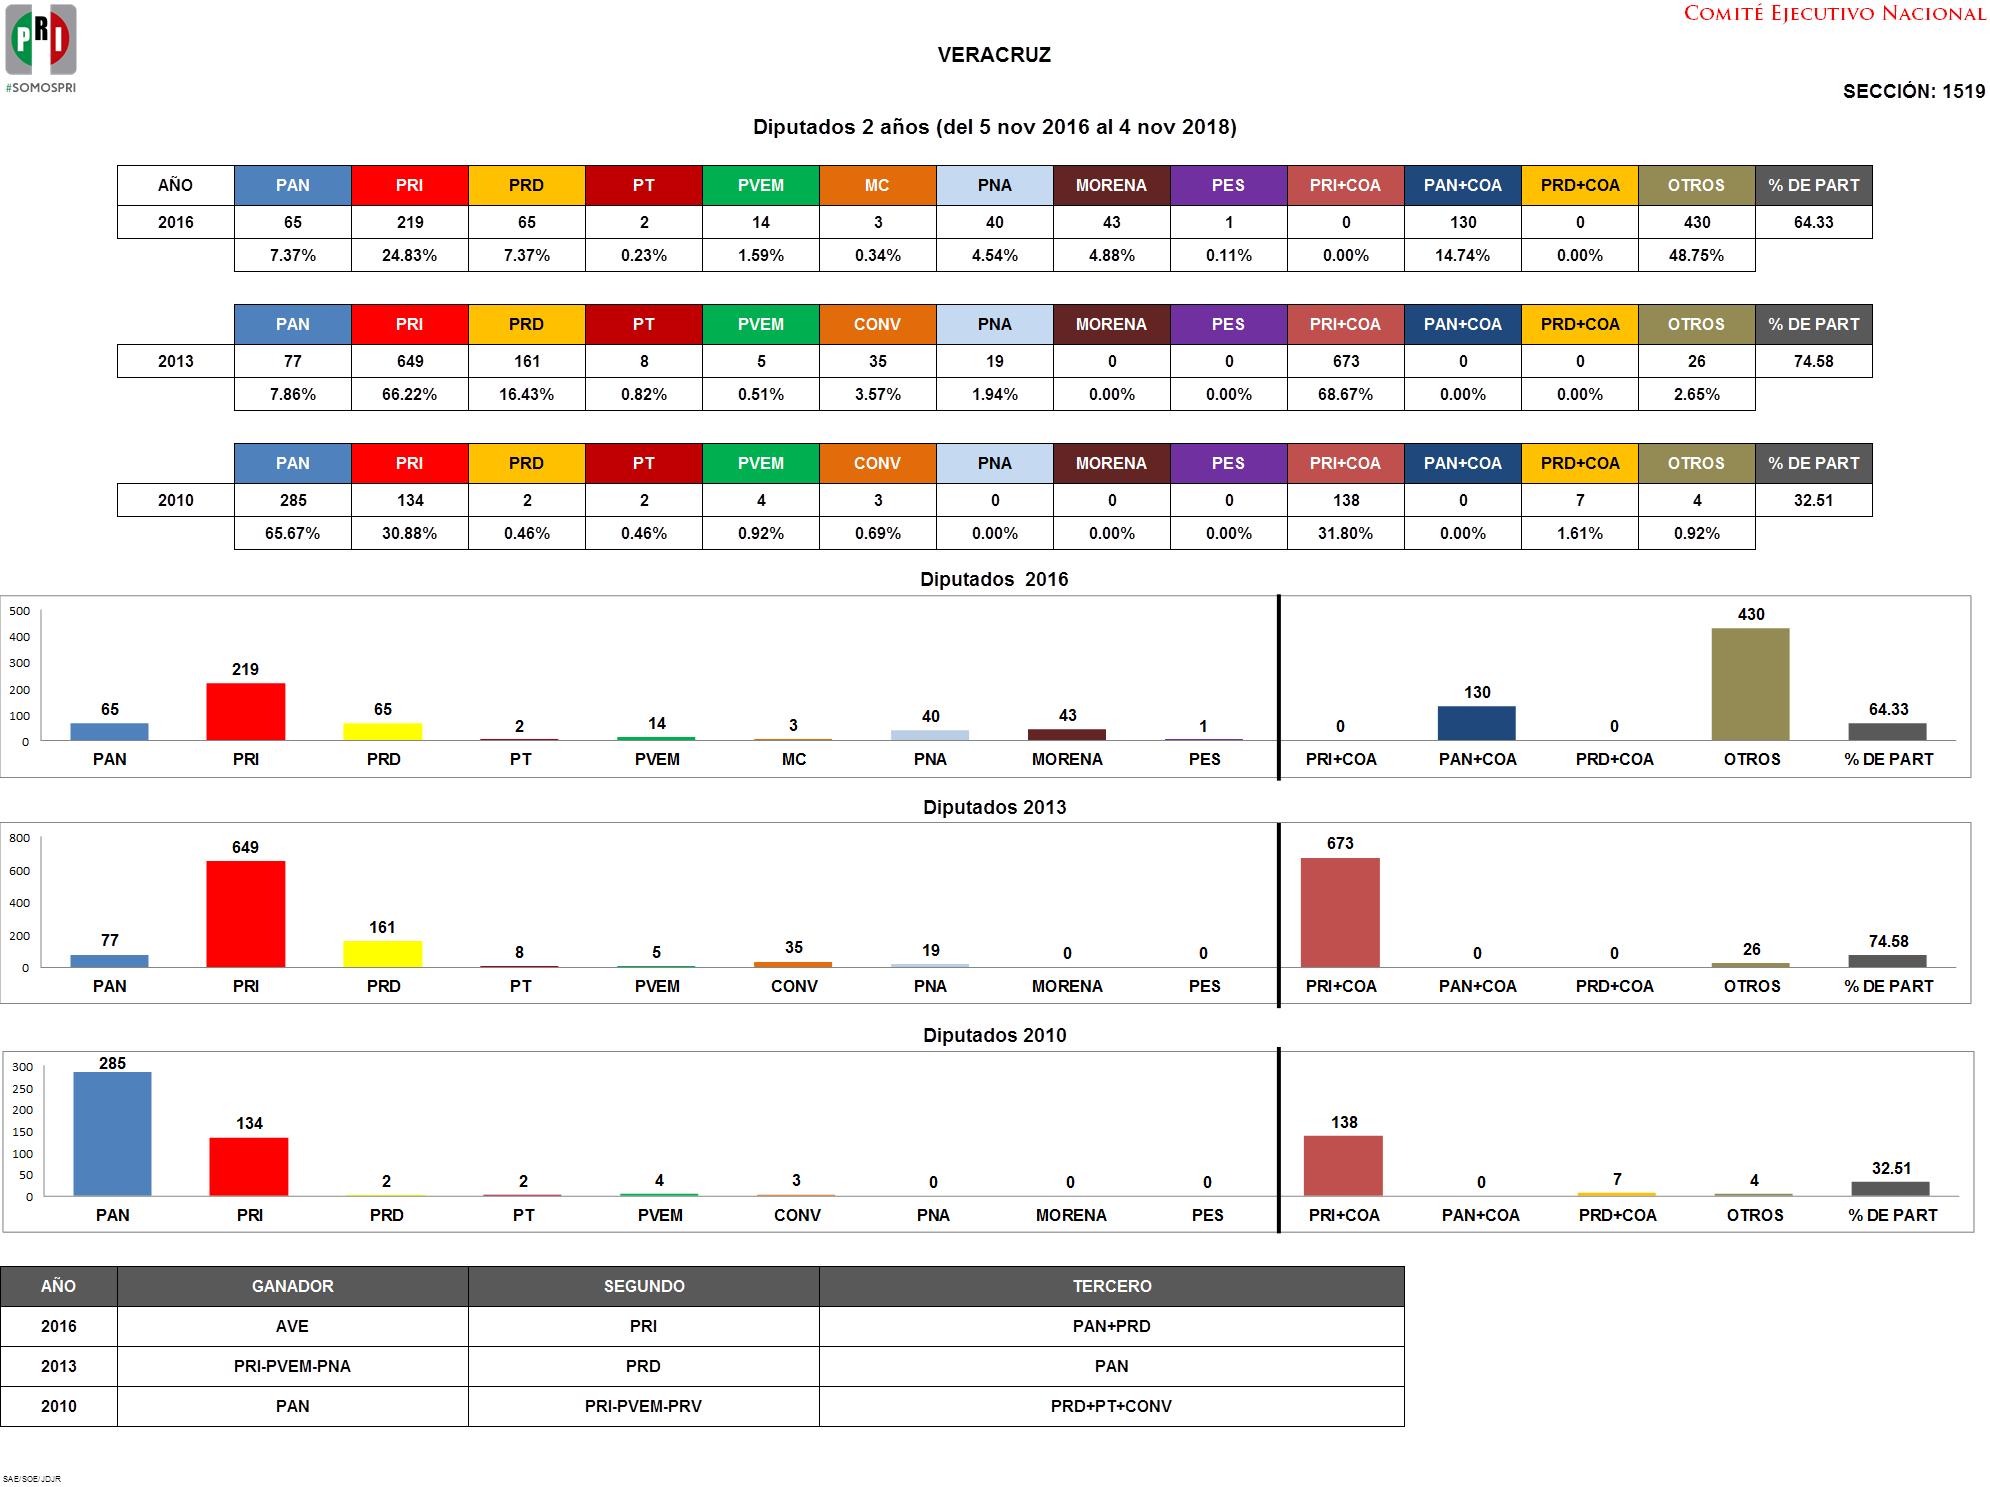 PRI
#SOMOSPRI
COMITÉ EJECUTIVO NACIONAL
VERACRUZ
SECCIÓN: 1519
Diputados 2 años (del 5 nov 2016 al 4 nov 2018)
AÑO PAN PRI PRD PT PVEM MC PNA MORENA PES PRI+COA PAN+COA PRD+COA OTROS % DE PART
2016 65 219 65 2 14 3 40 43 1 0 130 0 430 64.33
7.37% 24.83% 7.37% 0.23% 1.59% 0.34% 4.54% 4.88% 0.11% 0.00% 14.74% 0.00% 48.75%
PAN PRI PRD PT PVEM CONV PNA MORENA PES PRI+COA PAN+COA PRD+COA OTROS % DE PART
2013 77 649 161 8 5 35 19 0 0 673 0 0 26 74.58
7.86% 66.22% 16.43% 0.82% 0.51% 3.57% 1.94% 0.00% 0.00% 68.67% 0.00% 0.00% 2.65%
PAN PRI PRD PT PVEM CONV PNA MORENA PES PRI+COA PAN+COA PRD+COA OTROS % DE PART
2010 285 134 2 2 4 3 0 0 0 138 0 7 4 32.51
65.67% 30.88% 0.46% 0.46% 0.92% 0.69% 0.00% 0.00% 0.00% 31.80% 0.00% 1.61% 0.92%
Diputados 2016
500
400
300
200
100
0
65 219 65 2 14 3 40 43 1 0 130 0 430 64.33
PAN PRI PRD PT PVEM MC PNA MORENA PES PRI+COA PAN+COA PRD+COA OTROS % DE PART
Diputados 2013
800
600
400
200
0
77 649 161 8 5 35 19 0 0 673 0 0 26 74.58
PAN PRI PRD PT PVEM CONV PNA MORENA PES PRI+COA PAN+COA PRD+COA OTROS % DE PART
Diputados 2010
300
250
200
150
100
50
0
285 134 2 2 4 3 0 0 0 138 0 7 4 32.51
PAN PRI PRD PT PVEM CONV PNA MORENA PES PRI+COA PAN+COA PRD+COA OTROS % DE PART
AÑO GANADOR SEGUNDO TERCERO
2016 AVE PRI PAN+PRD
2013 PRI-PVEM-PNA PRD PAN
2010 PAN PRI-PVEM-PRV PRD+PT+CONV
SAE/SOE/JDJR